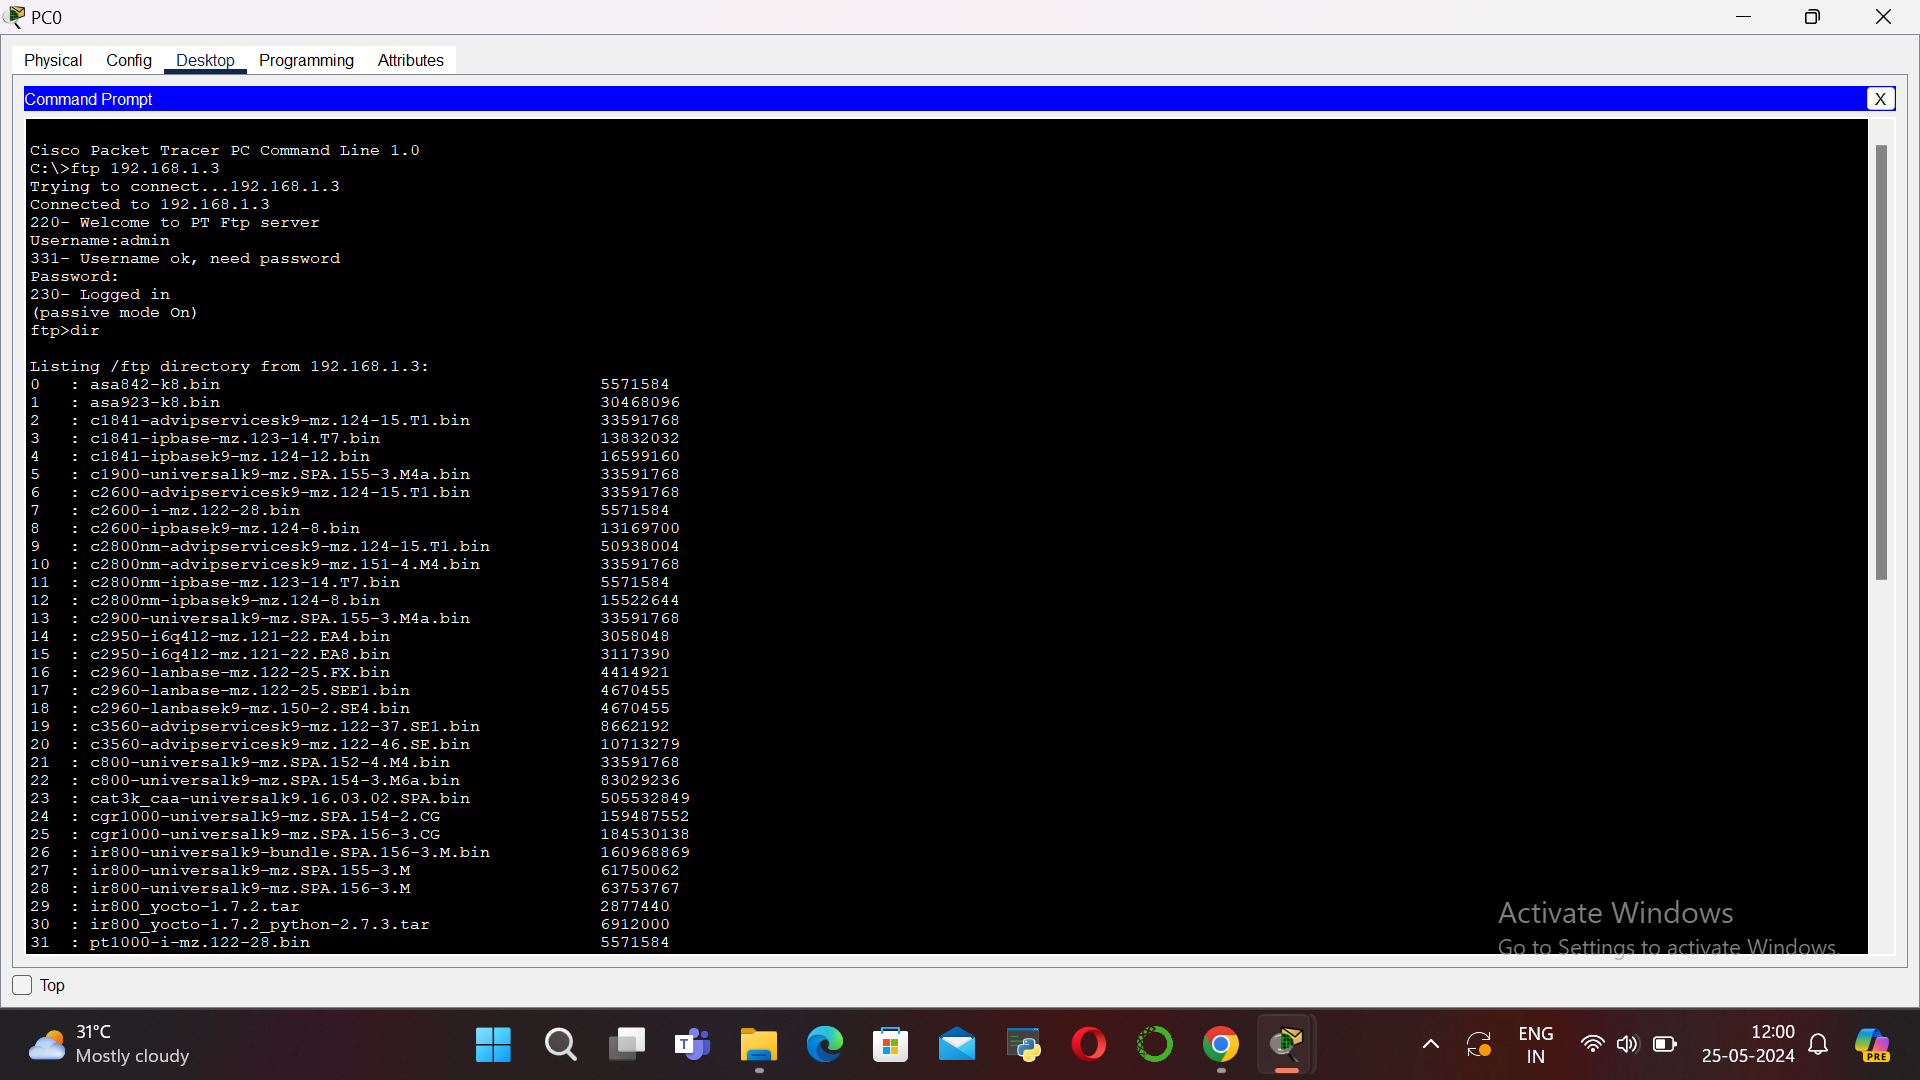 PC0
Physical Config Desktop Programming Attributes
Command Prompt X
Cisco Packet Tracer PC Command Line 1.0
C:\>ftp 192.168.1.3
Trying to connect...192.168.1.3
Connected to 192.168.1.3
220- Welcome to PT Ftp server
Username:admin
331- Username ok, need password
Password:
230- Logged in
(passive mode On)
ftp>dir
Listing /ftp directory from 192.168.1.3:
0 : asa842-k8.bin 5571584
1 : asa923-k8.bin 30468096
2 : c1841-advipservicesk9-mz.124-15.T1.bin 33591768
3 : c1841-ipbase-mz.123-14.T7.bin 13832032
4 : c1841-ipbasek9-mz.124-12.bin 16599160
5 : c1900-universalk9-mz.SPA.155-3.M4a.bin 33591768
6 : c2600-advipservicesk9-mz.124-15.T1.bin 33591768
7 : c2600-i-mz.122-28.bin 5571584
8 : c2600-ipbasek9-mz.124-8.bin 13169700
9 : c2800nm-advipservicesk9-mz.124-15.T1.bin 50938004
10 : c2800nm-advipservicesk9-mz.151-4.M4.bin 33591768
11 : c2800nm-ipbase-mz.123-14.T7.bin 5571584
12 : c2800nm-ipbasek9-mz.124-8.bin 15522644
13 : c2900-universalk9-mz.SPA.155-3.M4a.bin 33591768
14 : c2950-i6q4l2-mz.121-22.EA4.bin 3058048
15 : c2950-i6q4l2-mz.121-22.EA8.bin 3117390
16 : c2960-lanbase-mz.122-25.FX.bin 4414921
17 : c2960-lanbase-mz.122-25.SEE1.bin 4670455
18 : c2960-lanbasek9-mz.150-2.SE4.bin 4670455
19 : c3560-advipservicesk9-mz.122-37.SE1.bin 8662192
20 : c3560-advipservicesk9-mz.122-46.SE.bin 10713279
21 : c800-universalk9-mz.SPA.152-4.M4.bin 33591768
22 : c800-universalk9-mz.SPA.154-3.M6a.bin 83029236
23 : cat3k_caa-universalk9.16.03.02.SPA.bin 505532849
24 : cgr1000-universalk9-mz.SPA.154-2.CG 159487552
25 : cgr1000-universalk9-mz.SPA.156-3.CG 184530138
26 : ir800-universalk9-bundle.SPA.156-3.M.bin 160968869
27 : ir800-universalk9-mz.SPA.155-3.M 61750062
28 : ir800-universalk9-mz.SPA.156-3.M 63753767
29 : ir800_yocto-1.7.2.tar 2877440
30 : ir800_yocto-1.7.2_python-2.7.3.tar 6912000
31 : pt1000-i-mz.122-28.bin 5571584
Activate Windows
Go to Settings to activate Windows.
Top
31°C
Mostly cloudy
ENG
IN
12:00
25-05-2024
PRE